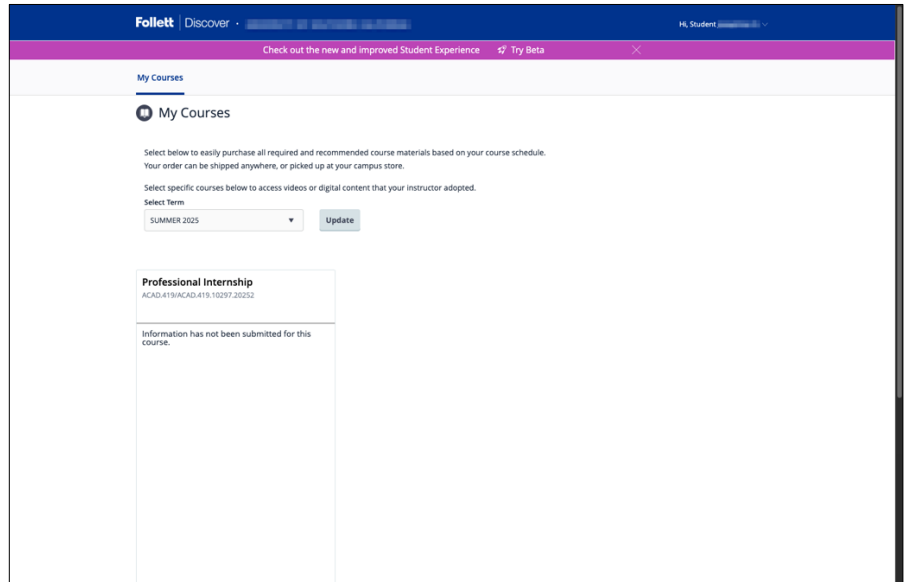 Follett | Discover ·
Hi, Student
Check out the new and improved Student Experience Try Beta
My Courses
My Courses
Select below to easily purchase all required and recommended course materials based on your course schedule.
Your order can be shipped anywhere, or picked up at your campus store.
Select specific courses below to access videos or digital content that your instructor adopted.
Select Term
SUMMER 2025
Update
Professional Internship
ACAD.419/ACAD.419.10297.20252
Information has not been submitted for this
course.